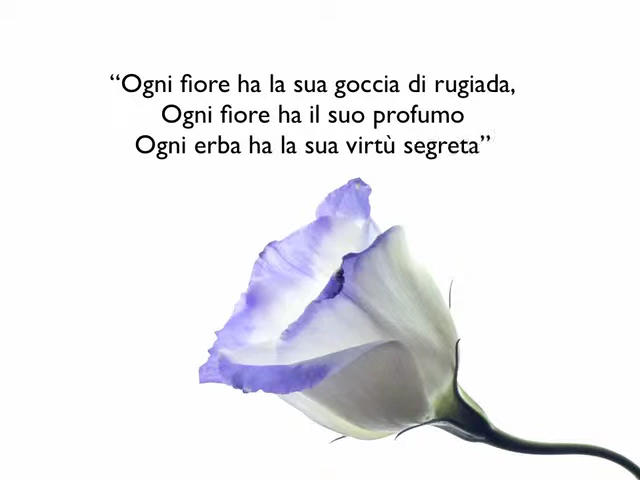 “Ogni fiore ha la sua goccia di rugiada,
Ogni fiore ha il suo profumo
Ogni erba ha la sua virtù segreta”